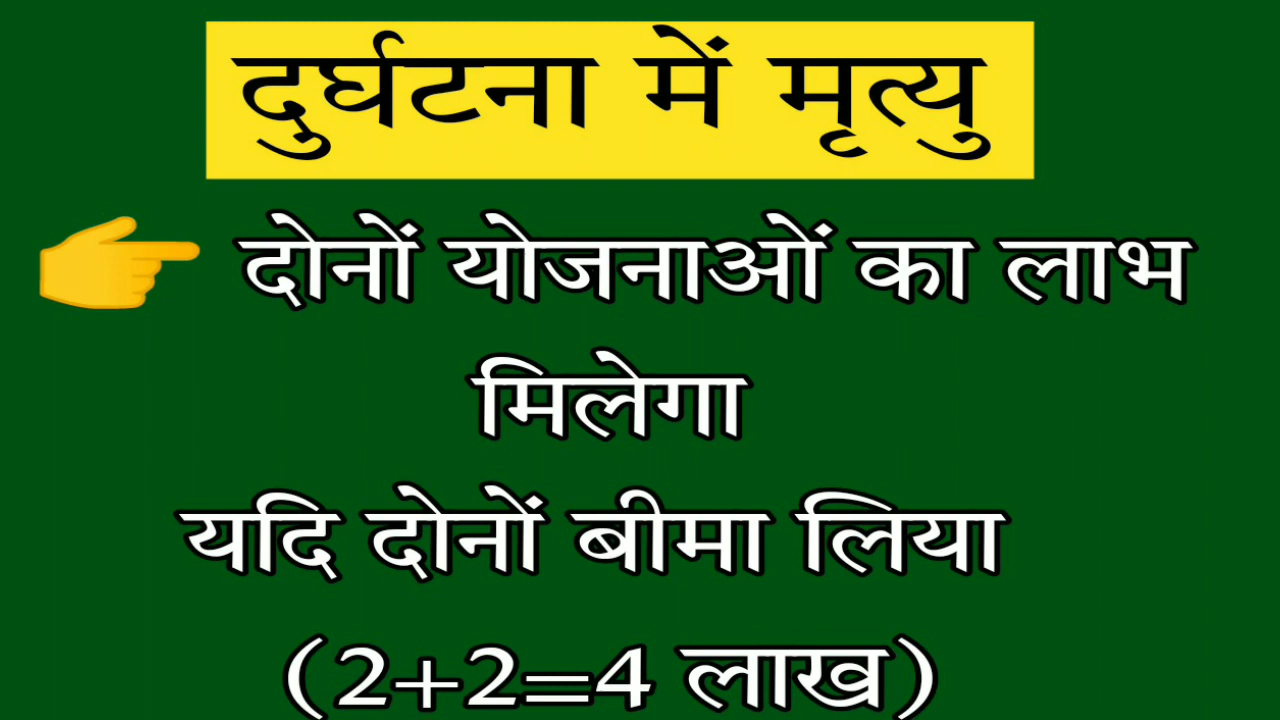 दुर्घटना में मृत्यु
👉 दोनों योजनाओं का लाभ
मिलेगा
यदि दोनों बीमा लिया
(2+2=4 लाख)